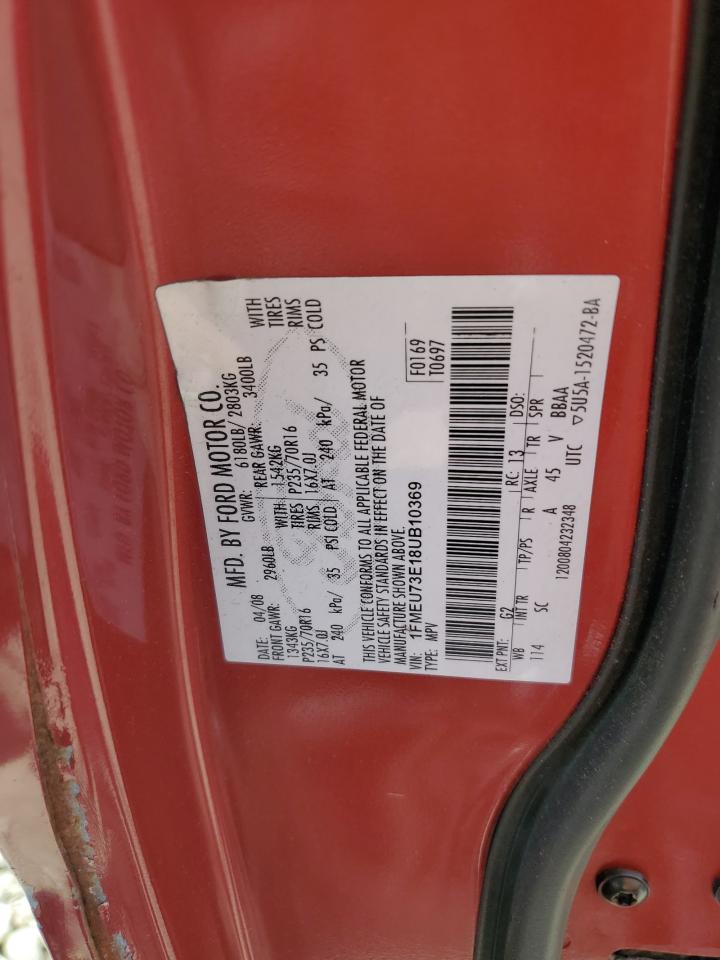 MFD. BY FORD MOTOR CO.
DATE: 04/08 GVWR: 6180LB/ 2803KG
FRONT GAWR: 2960LB REAR GAWR: 3400LB
1343KG WITH 1542KG WITH
P235/70R16 TIRES P235/70R16 TIRES
16X7.0J RIMS 16X7.0J RIMS
AT 240 kPa/ 35 PSI COLD AT 240 kPa/ 35 PS COLD
THIS VEHICLE CONFORMS TO ALL APPLICABLE FEDERAL MOTOR
VEHICLE SAFETY STANDARDS IN EFFECT ON THE DATE OF
MANUFACTURE SHOWN ABOVE.
VIN: 1FMEU73E18UB10369 F0169
TYPE: MPV T0697
EXT PNT: G2 RC: 13 DSO:
WB INT TR TP/PS R AXLE TR SPR
114 SC A 45 V BBAA
1200804232348 UTC ▽5U5A-1520472-BA